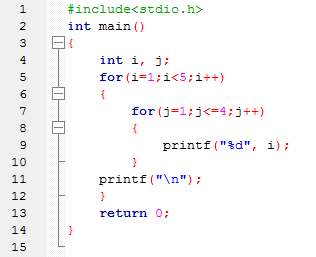 1 #include<stdio.h>
2 int main()
3 {
4 int i, j;
5 for(i=1;i<5;i++)
6 {
7 for(j=1;j<=4;j++)
8 {
9 printf("%d", i);
10 }
11 printf("\n");
12 }
13 return 0;
14 }
15